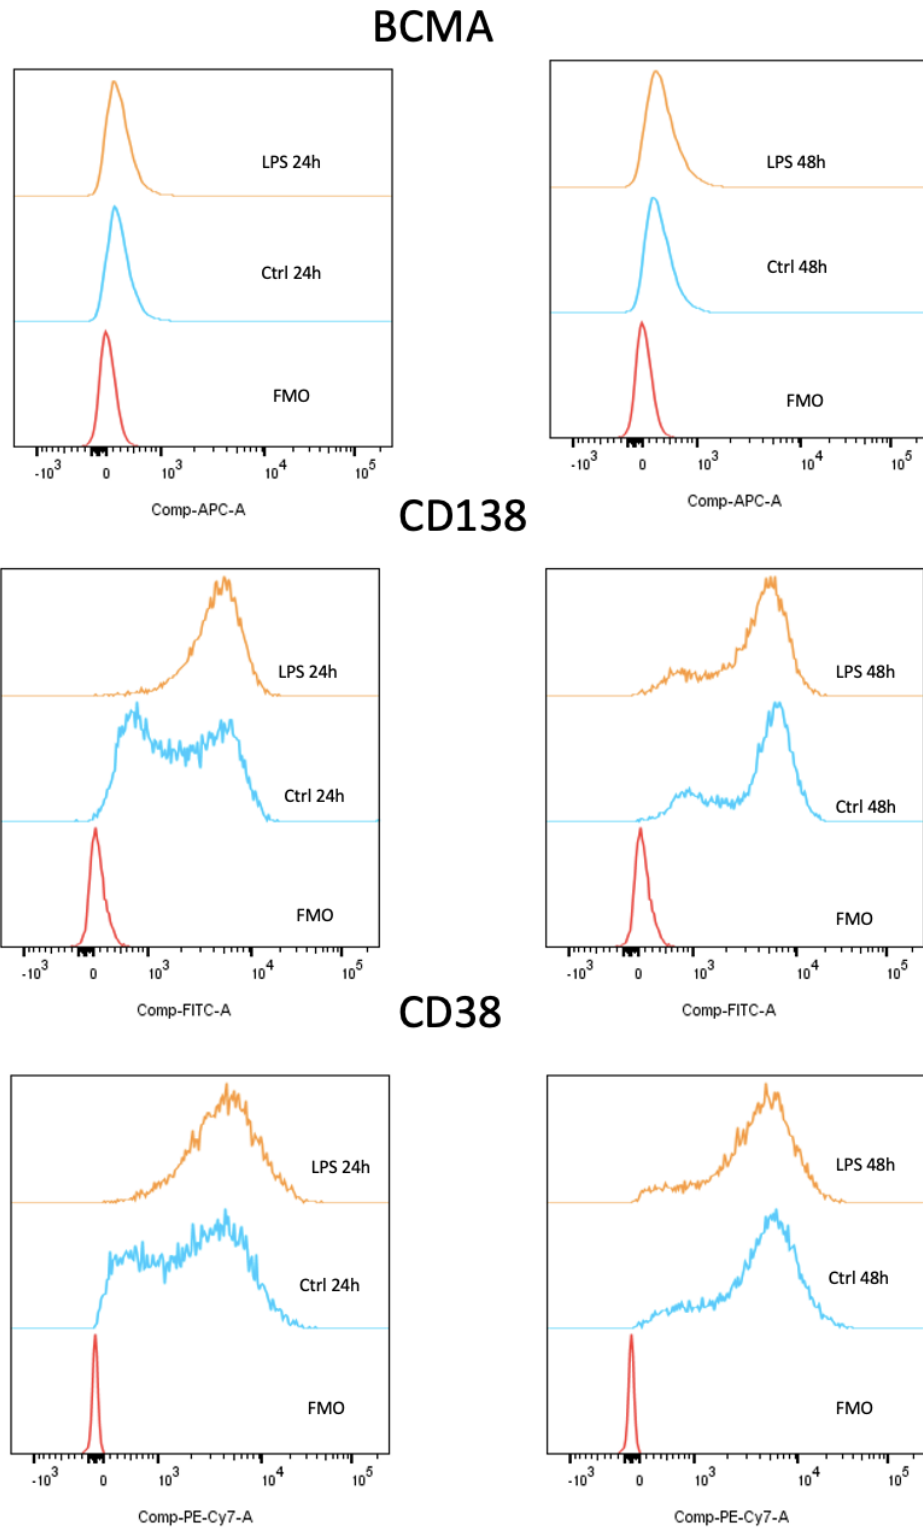 BCMA
LPS 24h
Ctrl 24h
FMO
-10³ 0 10³ 10⁴ 10⁵
Comp-APC-A
LPS 48h
Ctrl 48h
FMO
-10³ 0 10³ 10⁴ 10⁵
Comp-APC-A
CD138
LPS 24h
Ctrl 24h
FMO
-10³ 0 10³ 10⁴ 10⁵
Comp-FITC-A
LPS 48h
Ctrl 48h
FMO
-10³ 0 10³ 10⁴ 10⁵
Comp-FITC-A
CD38
LPS 24h
Ctrl 24h
FMO
-10³ 0 10³ 10⁴ 10⁵
Comp-PE-Cy7-A
LPS 48h
Ctrl 48h
FMO
-10³ 0 10³ 10⁴ 10⁵
Comp-PE-Cy7-A